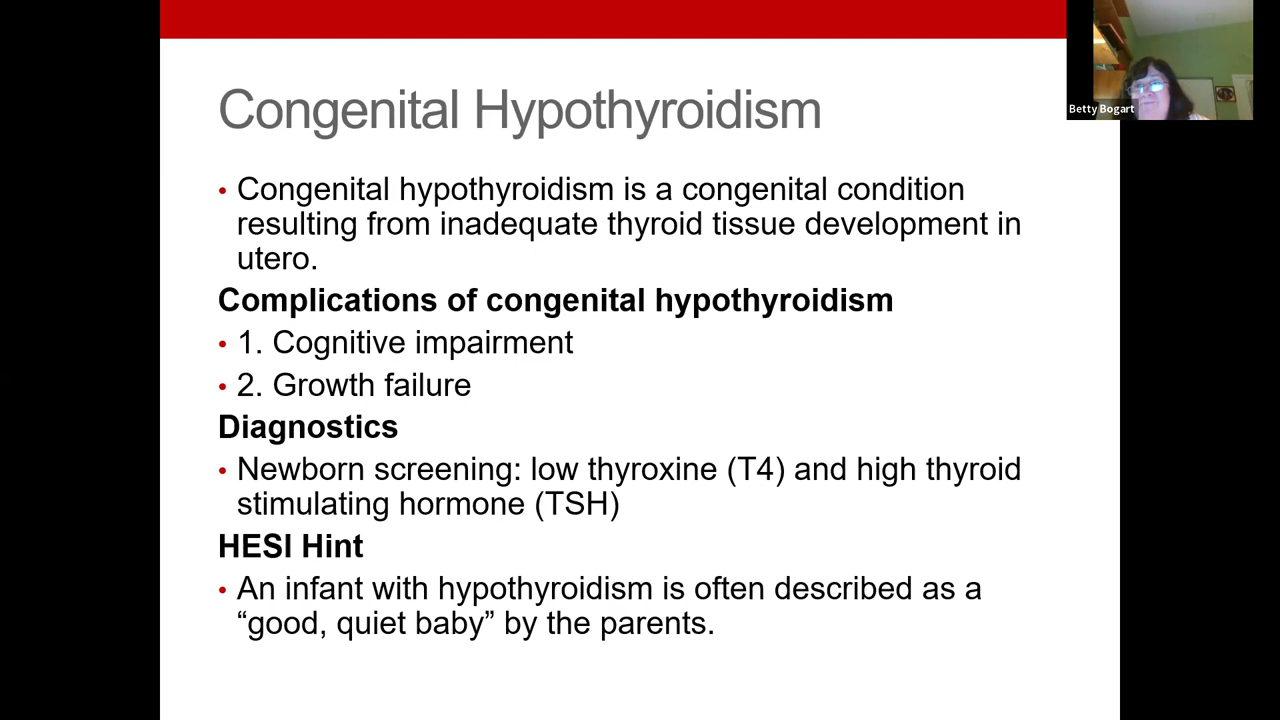 Congenital Hypothyroidism
Betty Bogart
• Congenital hypothyroidism is a congenital condition
resulting from inadequate thyroid tissue development in
utero.
Complications of congenital hypothyroidism
• 1. Cognitive impairment
• 2. Growth failure
Diagnostics
• Newborn screening: low thyroxine (T4) and high thyroid
stimulating hormone (TSH)
HESI Hint
• An infant with hypothyroidism is often described as a
“good, quiet baby” by the parents.